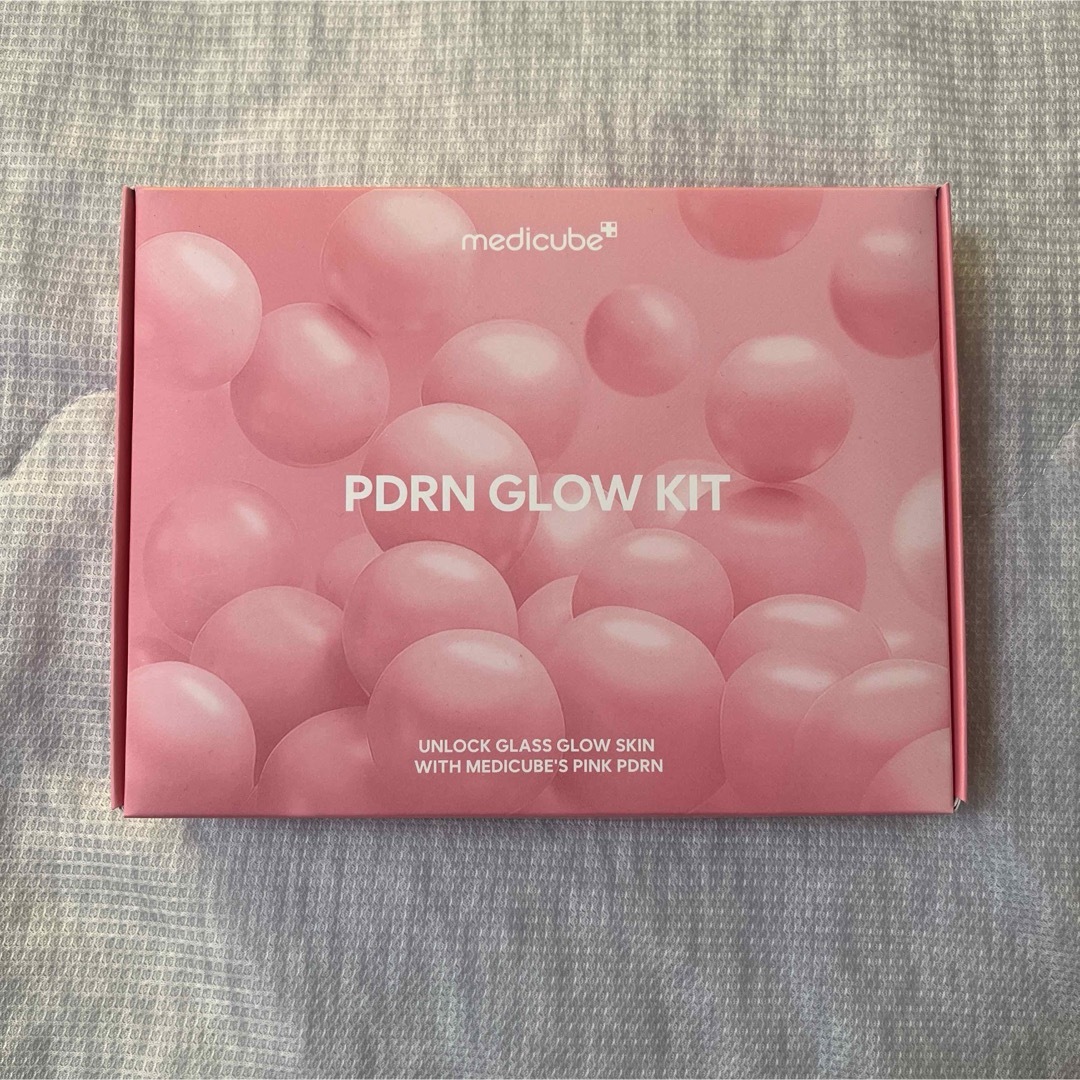 medicube
PDRN GLOW KIT
UNLOCK GLASS GLOW SKIN
WITH MEDICUBE'S PINK PDRN